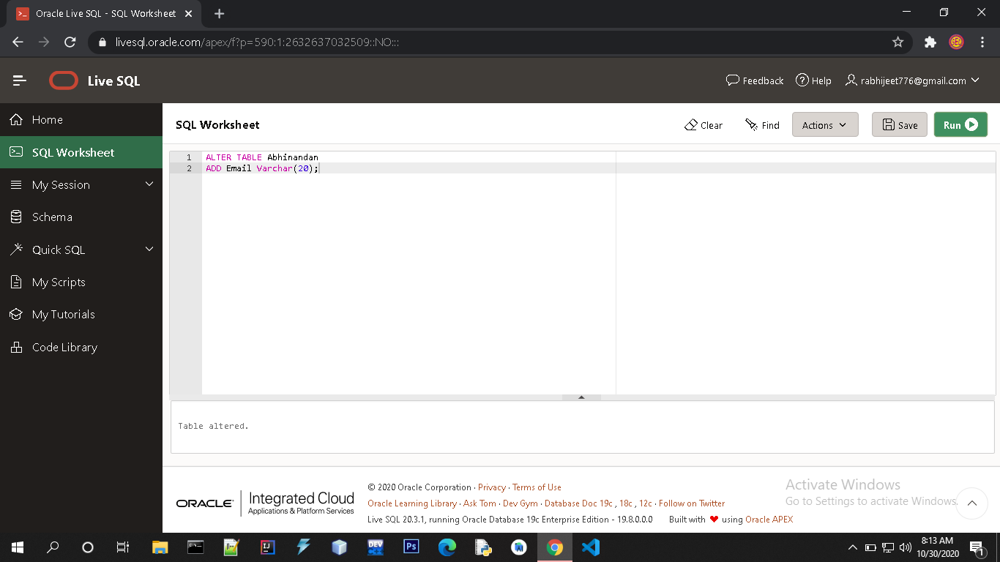 Oracle Live SQL - SQL Worksheet
livesql.oracle.com/apex/f?p=590:1:2632637032509::NO:::
Live SQL
Feedback
Help
rabhijeet776@gmail.com
Home
SQL Worksheet
My Session
Schema
Quick SQL
My Scripts
My Tutorials
Code Library
SQL Worksheet
Clear
Find
Actions
Save
Run
1 ALTER TABLE Abhinandan
2 ADD Email Varchar(20);
Table altered.
ORACLE Integrated Cloud
Applications & Platform Services
© 2020 Oracle Corporation · Privacy · Terms of Use
Oracle Learning Library · Ask Tom · Dev Gym · Database Doc 19c , 18c , 12c · Follow on Twitter
Live SQL 20.3.1, running Oracle Database 19c Enterprise Edition - 19.8.0.0.0 Built with ❤ using Oracle APEX
Activate Windows
Go to Settings to activate Windows.
DEV
Ps
8:13 AM
10/30/2020
1